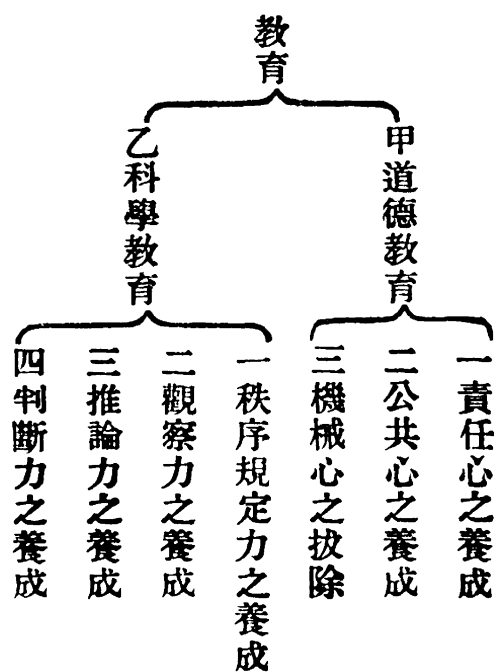 教育
甲道德教育
一責任心之養成
二公共心之養成
三機械心之拔除
乙科學教育
一秩序規定力之養成
二觀察力之養成
三推論力之養成
四判斷力之養成